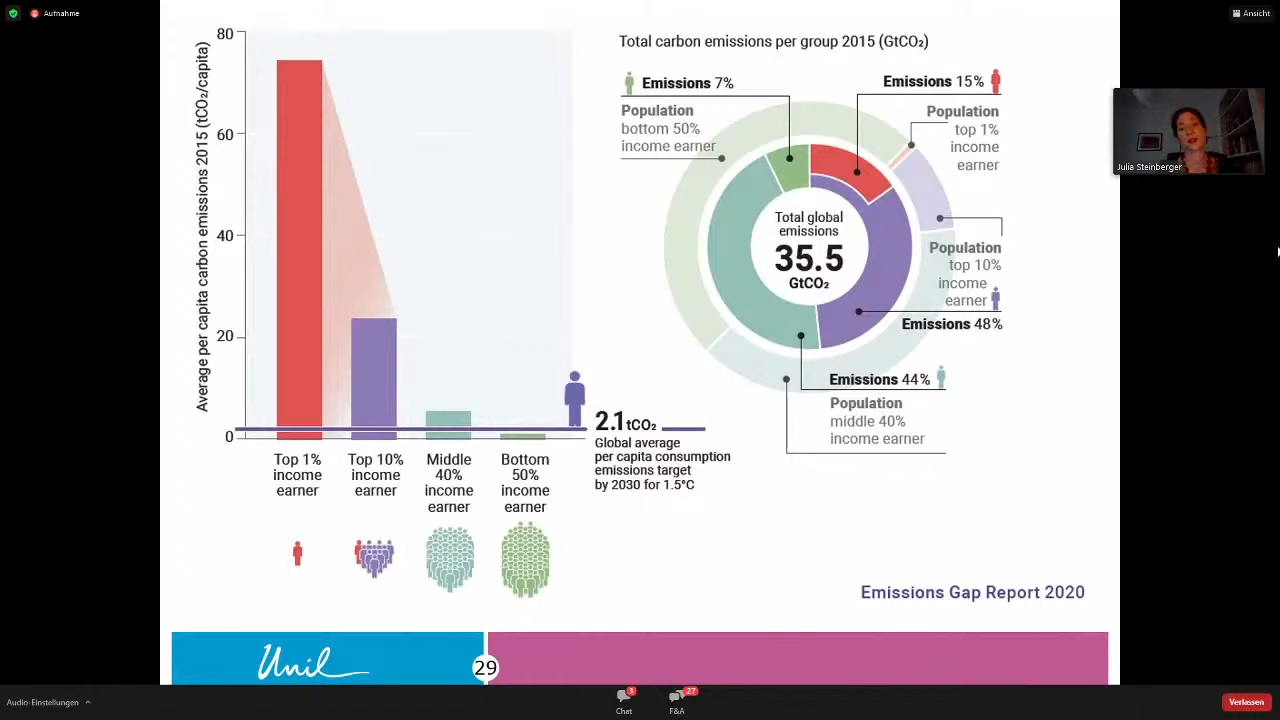 Aufnahme
Ansicht
80
60
40
20
0
Average per capita carbon emissions 2015 (tCO₂/capita)
Top 1%
income
earner
Top 10%
income
earner
Middle
40%
income
earner
Bottom
50%
income
earner
2.1tCO₂
Global average
per capita consumption
emissions target
by 2030 for 1.5°C
Total carbon emissions per group 2015 (GtCO₂)
Emissions 7%
Population
bottom 50%
income earner
Emissions 15%
Population
top 1%
income
earner
Total global
emissions
35.5
GtCO₂
Population
top 10%
income
earner
Emissions 48%
Emissions 44%
Population
middle 40%
income earner
Julia Steinberger
Emissions Gap Report 2020
Unil
29
Audio-Einstellungen
3
Chat
27
F&A
Verlassen